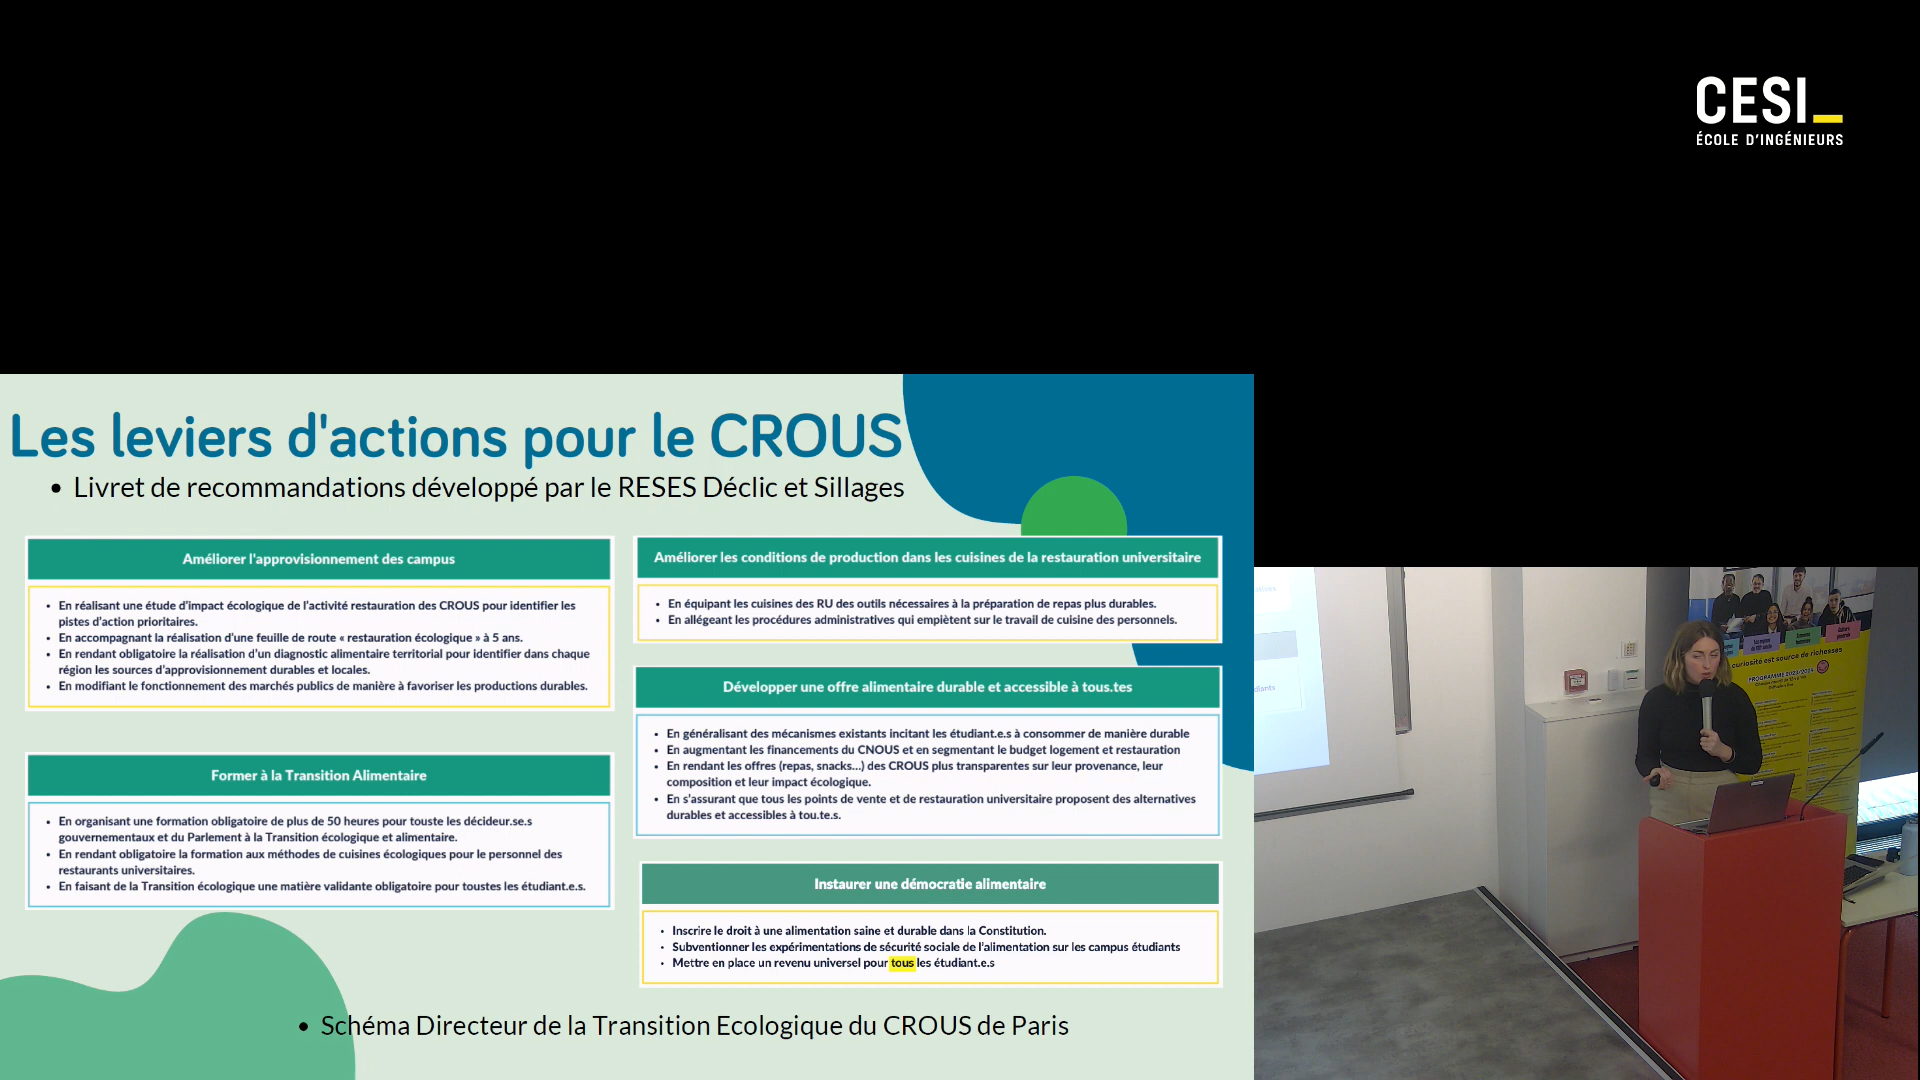 CESI_
ÉCOLE D'INGÉNIEURS
Les leviers d'actions pour le CROUS
• Livret de recommandations développé par le RESES Déclic et Sillages
Améliorer l'approvisionnement des campus
• En réalisant une étude d'impact écologique de l'activité restauration des CROUS pour identifier les
pistes d'action prioritaires.
• En accompagnant la réalisation d'une feuille de route « restauration écologique » à 5 ans.
• En rendant obligatoire la réalisation d'un diagnostic alimentaire territorial pour identifier dans chaque
région les sources d'approvisionnement durables et locales.
• En modifiant le fonctionnement des marchés publics de manière à favoriser les productions durables.
Former à la Transition Alimentaire
• En organisant une formation obligatoire de plus de 50 heures pour touste les décideur.se.s
gouvernementaux et du Parlement à la Transition écologique et alimentaire.
• En rendant obligatoire la formation aux méthodes de cuisines écologiques pour le personnel des
restaurants universitaires.
• En faisant de la Transition écologique une matière validante obligatoire pour toustes les étudiant.e.s.
Améliorer les conditions de production dans les cuisines de la restauration universitaire
• En équipant les cuisines des RU des outils nécessaires à la préparation de repas plus durables.
• En allégeant les procédures administratives qui empiètent sur le travail de cuisine des personnels.
Développer une offre alimentaire durable et accessible à tous.tes
• En généralisant des mécanismes existants incitant les étudiant.e.s à consommer de manière durable
• En augmentant les financements du CNOUS et en segmentant le budget logement et restauration
• En rendant les offres (repas, snacks...) des CROUS plus transparentes sur leur provenance, leur
composition et leur impact écologique.
• En s'assurant que tous les points de vente et de restauration universitaire proposent des alternatives
durables et accessibles à tou.te.s.
Instaurer une démocratie alimentaire
• Inscrire le droit à une alimentation saine et durable dans la Constitution.
• Subventionner les expérimentations de sécurité sociale de l'alimentation sur les campus étudiants
• Mettre en place un revenu universel pour tous les étudiant.e.s
• Schéma Directeur de la Transition Ecologique du CROUS de Paris
curiosité est source de richesses
PROGRAMME 2023/2024